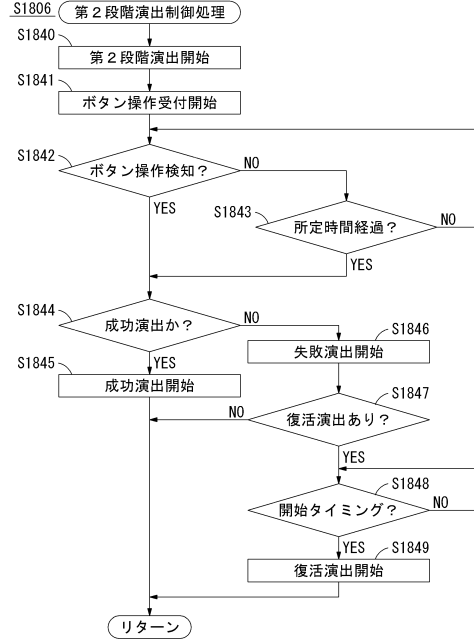 S1806
第２段階演出制御処理
S1840
第２段階演出開始
S1841
ボタン操作受付開始
S1842
ボタン操作検知？
NO
YES
S1843
所定時間経過？
NO
YES
S1844
成功演出か？
NO
YES
S1845
成功演出開始
S1846
失敗演出開始
S1847
復活演出あり？
NO
YES
S1848
開始タイミング？
NO
YES
S1849
復活演出開始
リターン